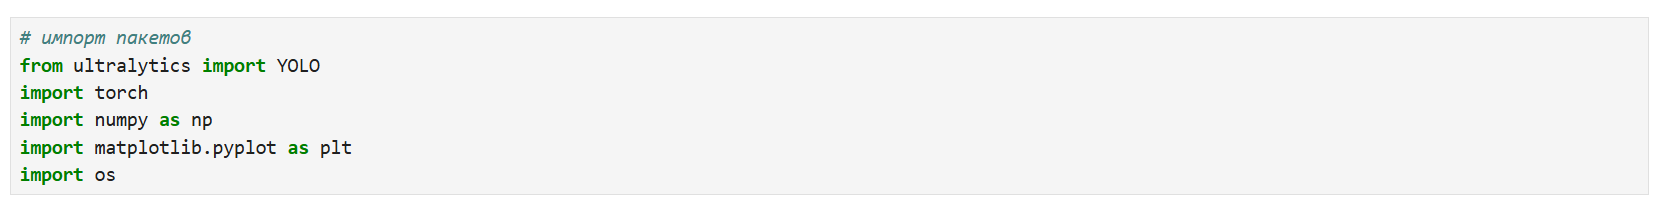 # импорт пакетов
from ultralytics import YOLO
import torch
import numpy as np
import matplotlib.pyplot as plt
import os